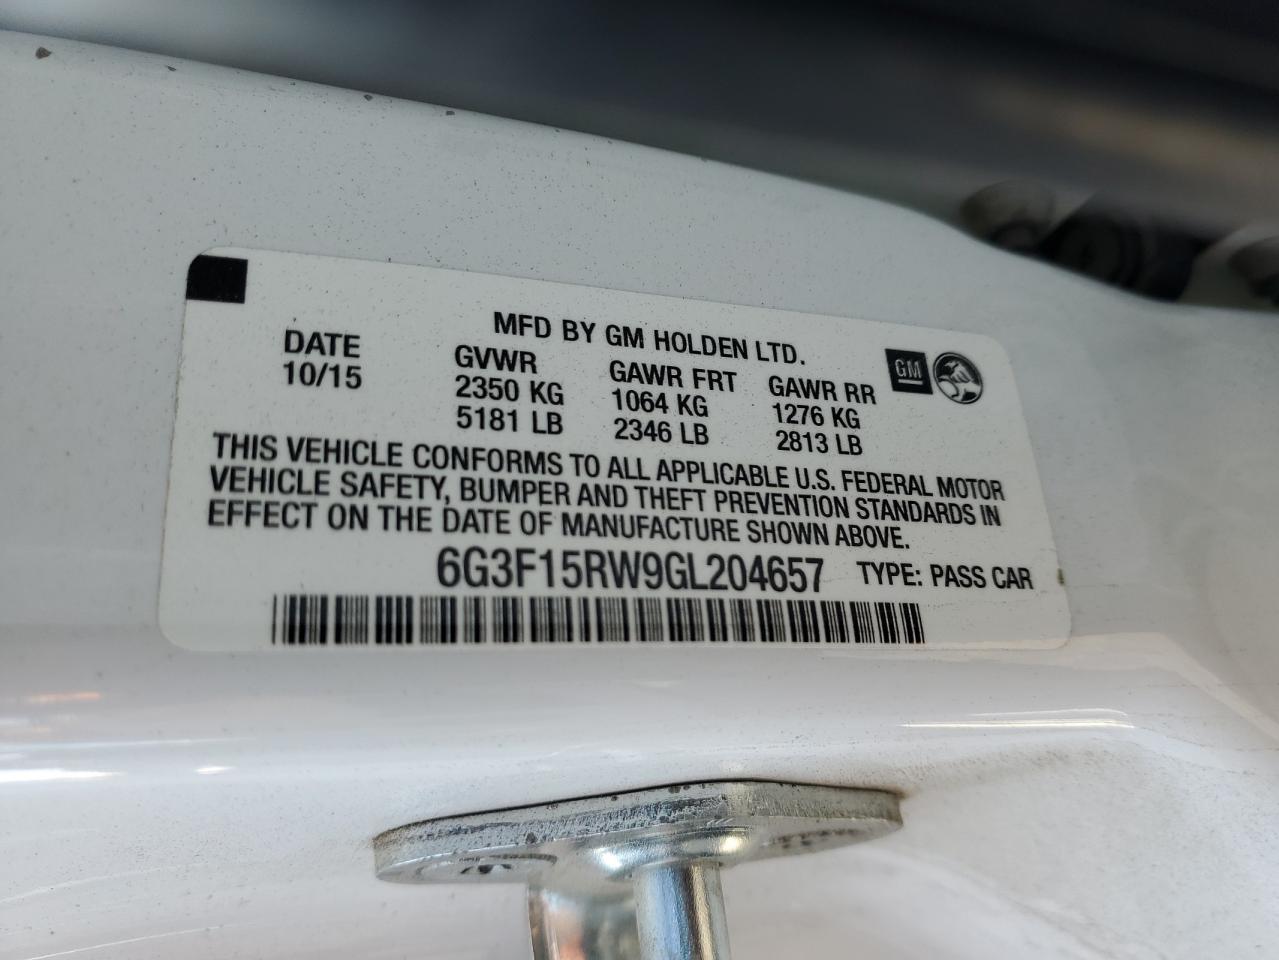 MFD BY GM HOLDEN LTD.
DATE
10/15
GVWR
2350 KG
5181 LB
GAWR FRT
1064 KG
2346 LB
GAWR RR
1276 KG
2813 LB
GM
THIS VEHICLE CONFORMS TO ALL APPLICABLE U.S. FEDERAL MOTOR
VEHICLE SAFETY, BUMPER AND THEFT PREVENTION STANDARDS IN
EFFECT ON THE DATE OF MANUFACTURE SHOWN ABOVE.
6G3F15RW9GL204657 TYPE: PASS CAR